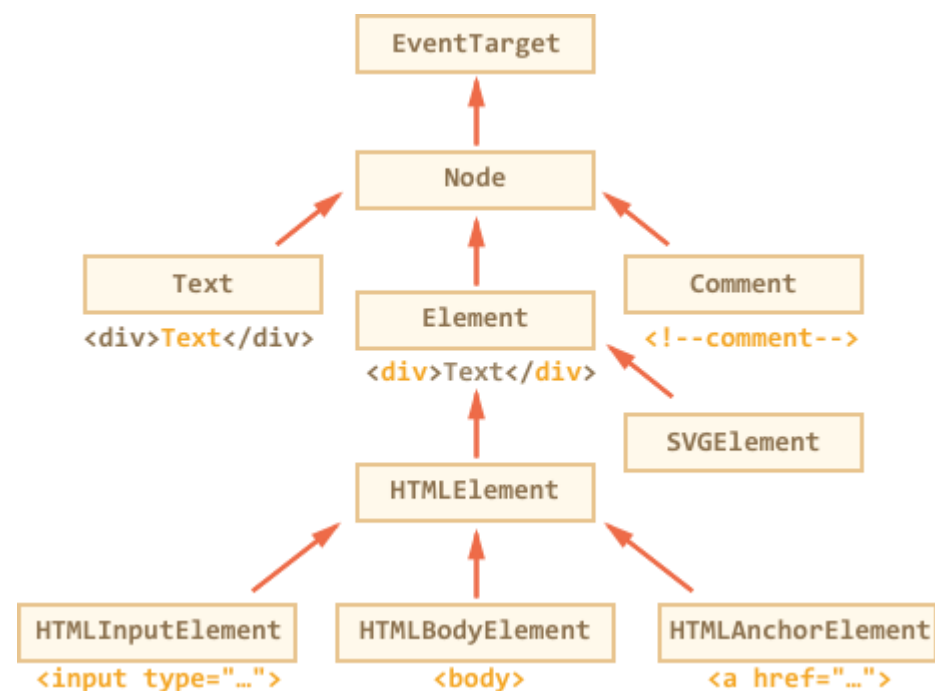 EventTarget
Node
Text
<div>Text</div>
Element
<div>Text</div>
Comment
<!--comment-->
SVGElement
HTMLElement
HTMLInputElement
<input type="…">
HTMLBodyElement
<body>
HTMLAnchorElement
<a href="…">